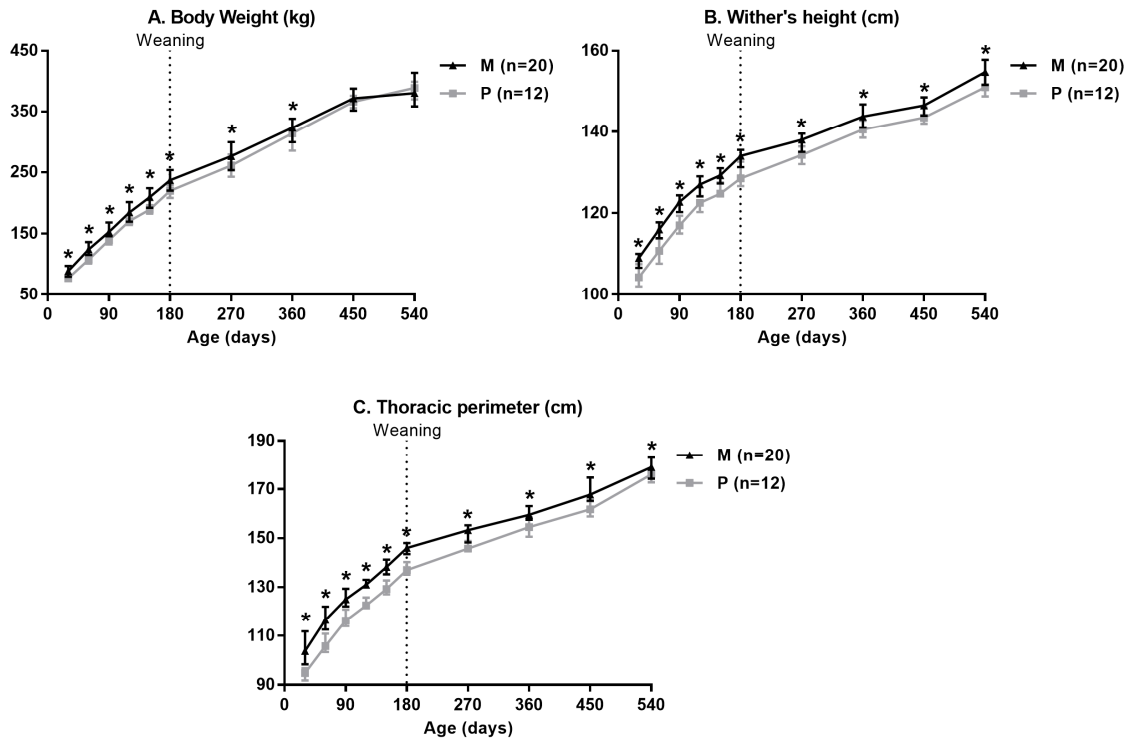 A. Body Weight (kg)
Weaning
450
350
250
150
50
0 90 180 270 360 450 540
Age (days)
* * * * * * * *
M (n=20)
P (n=12)
B. Wither's height (cm)
Weaning
160
140
120
100
0 90 180 270 360 450 540
Age (days)
* * * * * * * * * *
M (n=20)
P (n=12)
C. Thoracic perimeter (cm)
Weaning
190
170
150
130
110
90
0 90 180 270 360 450 540
Age (days)
* * * * * * * * * *
M (n=20)
P (n=12)